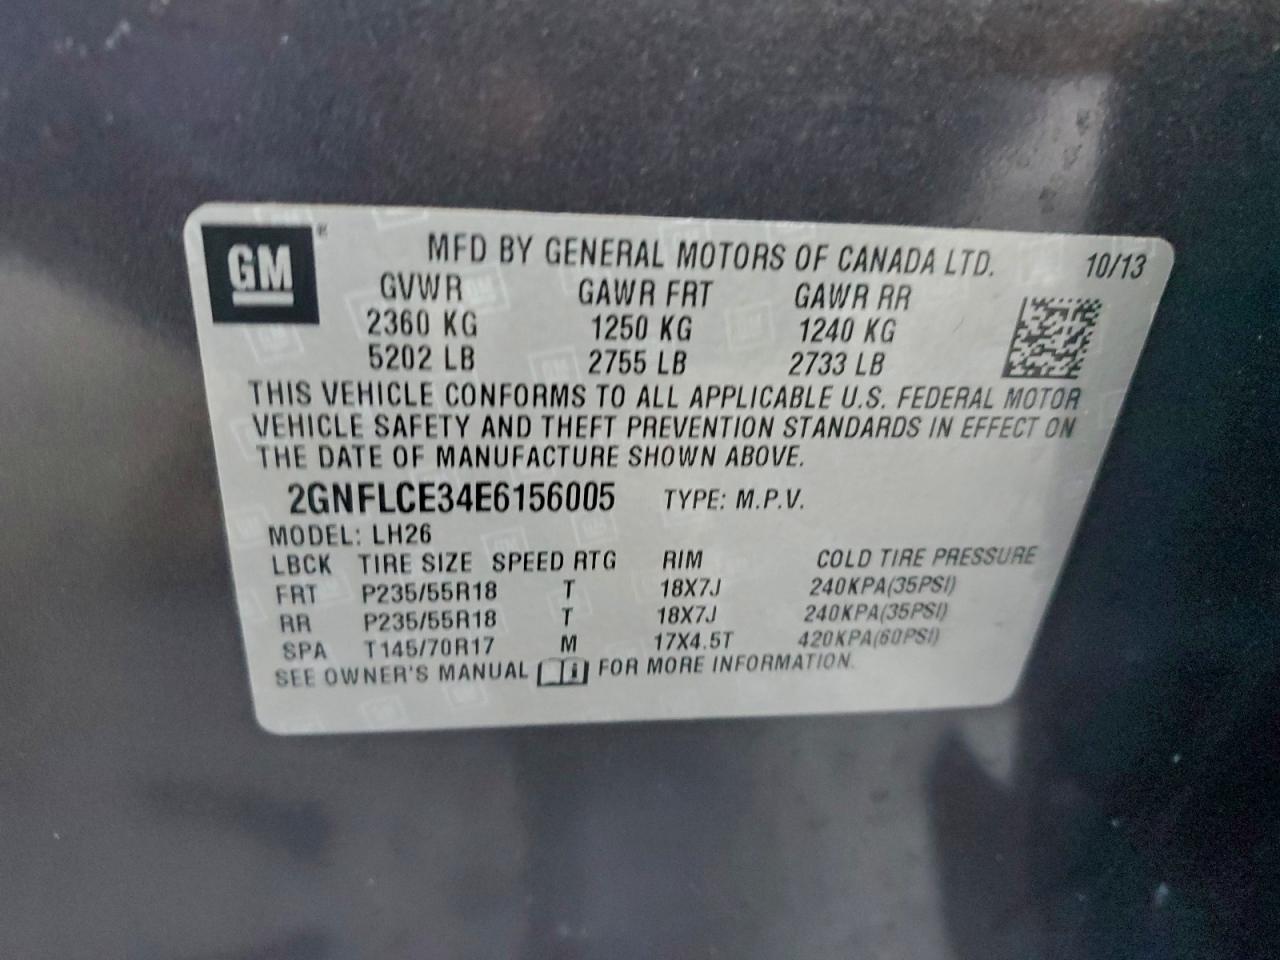 GM®
MFD BY GENERAL MOTORS OF CANADA LTD. 10/13
GVWR GAWR FRT GAWR RR
2360 KG 1250 KG 1240 KG
5202 LB 2755 LB 2733 LB
THIS VEHICLE CONFORMS TO ALL APPLICABLE U.S. FEDERAL MOTOR
VEHICLE SAFETY AND THEFT PREVENTION STANDARDS IN EFFECT ON
THE DATE OF MANUFACTURE SHOWN ABOVE.
2GNFLCE34E6156005 TYPE: M.P.V.
MODEL: LH26
LBCK TIRE SIZE SPEED RTG RIM COLD TIRE PRESSURE
FRT P235/55R18 T 18X7J 240KPA(35PSI)
RR P235/55R18 T 18X7J 240KPA(35PSI)
SPA T145/70R17 M 17X4.5T 420KPA(60PSI)
SEE OWNER'S MANUAL FOR MORE INFORMATION.